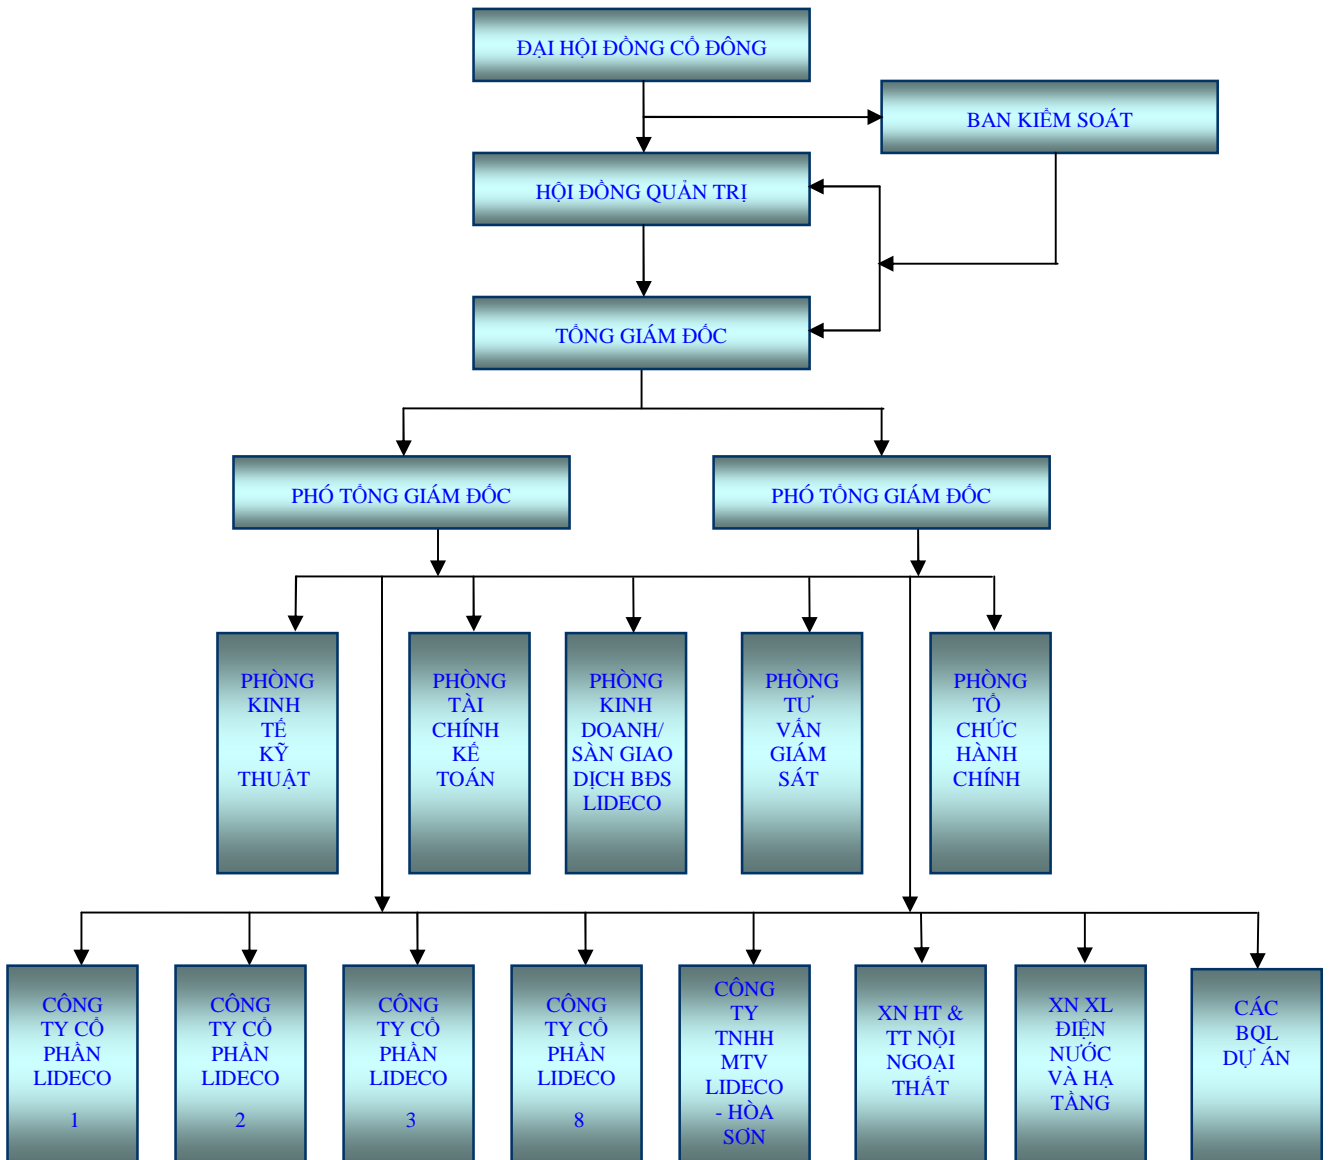 ĐẠI HỘI ĐỒNG CỔ ĐÔNG
BAN KIỂM SOÁT
HỘI ĐỒNG QUẢN TRỊ
TỔNG GIÁM ĐỐC
PHÓ TỔNG GIÁM ĐỐC
PHÓ TỔNG GIÁM ĐỐC
PHÒNG
KINH
TẾ
KỸ
THUẬT
PHÒNG
TÀI
CHÍNH
KẾ
TOÁN
PHÒNG
KINH
DOANH/
SÀN GIAO
DỊCH BĐS
LIDECO
PHÒNG
TƯ
VẤN
GIÁM
SÁT
PHÒNG
TỔ
CHỨC
HÀNH
CHÍNH
CÔNG
TY CỔ
PHẦN
LIDECO
1
CÔNG
TY CỔ
PHẦN
LIDECO
2
CÔNG
TY CỔ
PHẦN
LIDECO
3
CÔNG
TY CỔ
PHẦN
LIDECO
8
CÔNG
TY
TNHH
MTV
LIDECO
- HÒA
SƠN
XN HT &
TT NỘI
NGOẠI
THẤT
XN XL
ĐIỆN
NƯỚC
VÀ HẠ
TẦNG
CÁC
BQL
DỰ ÁN